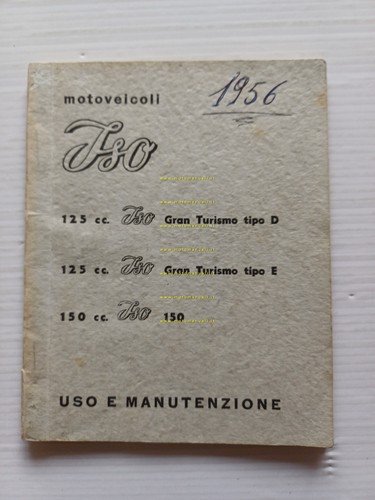 motoveicoli
1956
Iso
125 cc. Iso Gran Turismo tipo D
125 cc. Iso Gran Turismo tipo E
150 cc. Iso 150
USO E MANUTENZIONE